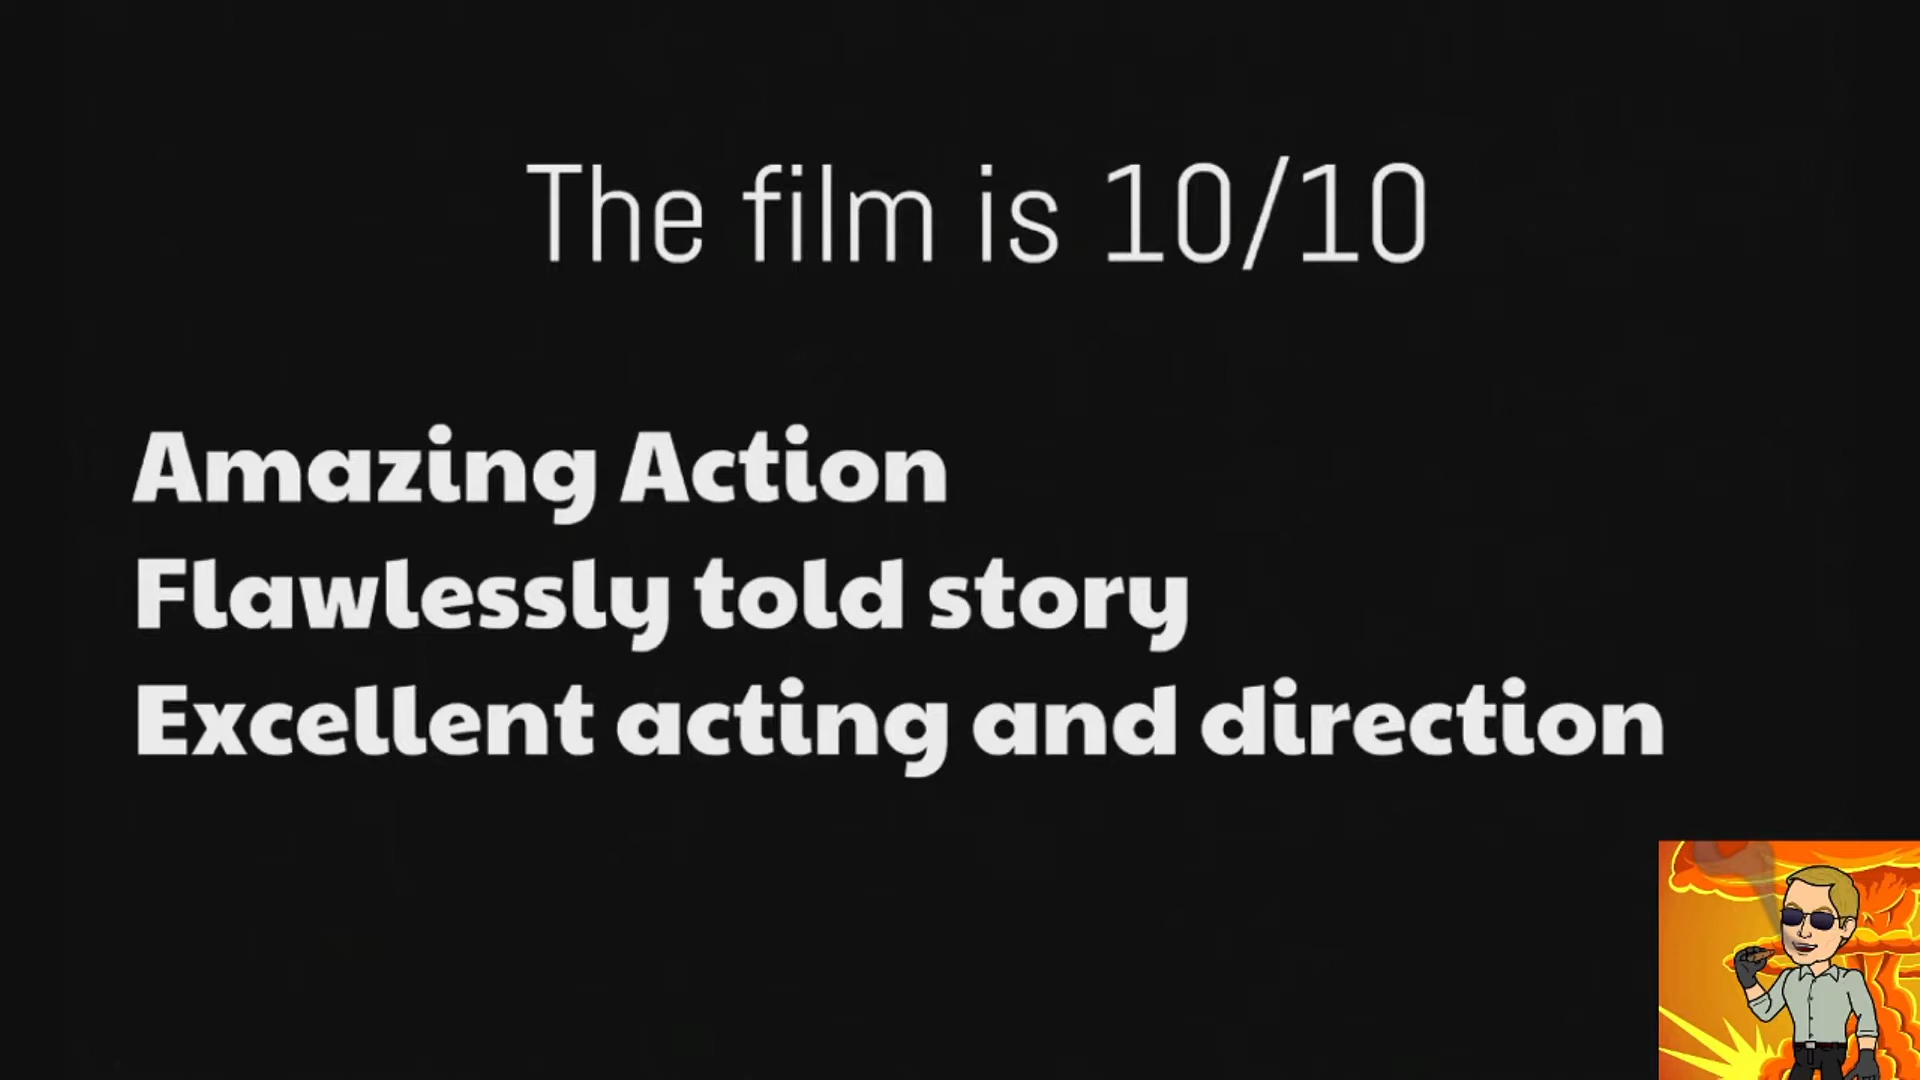 The film is 10/10
Amazing Action
Flawlessly told story
Excellent acting and direction